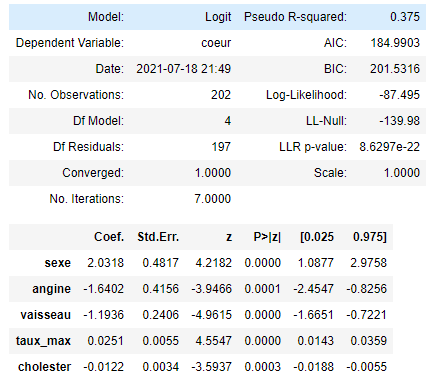 Model: Logit Pseudo R-squared: 0.375
Dependent Variable: coeur AIC: 184.9903
Date: 2021-07-18 21:49 BIC: 201.5316
No. Observations: 202 Log-Likelihood: -87.495
Df Model: 4 LL-Null: -139.98
Df Residuals: 197 LLR p-value: 8.6297e-22
Converged: 1.0000 Scale: 1.0000
No. Iterations: 7.0000
Coef. Std.Err. z P>|z| [0.025 0.975]
sexe 2.0318 0.4817 4.2182 0.0000 1.0877 2.9758
angine -1.6402 0.4156 -3.9466 0.0001 -2.4547 -0.8256
vaisseau -1.1936 0.2406 -4.9615 0.0000 -1.6651 -0.7221
taux_max 0.0251 0.0055 4.5547 0.0000 0.0143 0.0359
cholester -0.0122 0.0034 -3.5937 0.0003 -0.0188 -0.0055